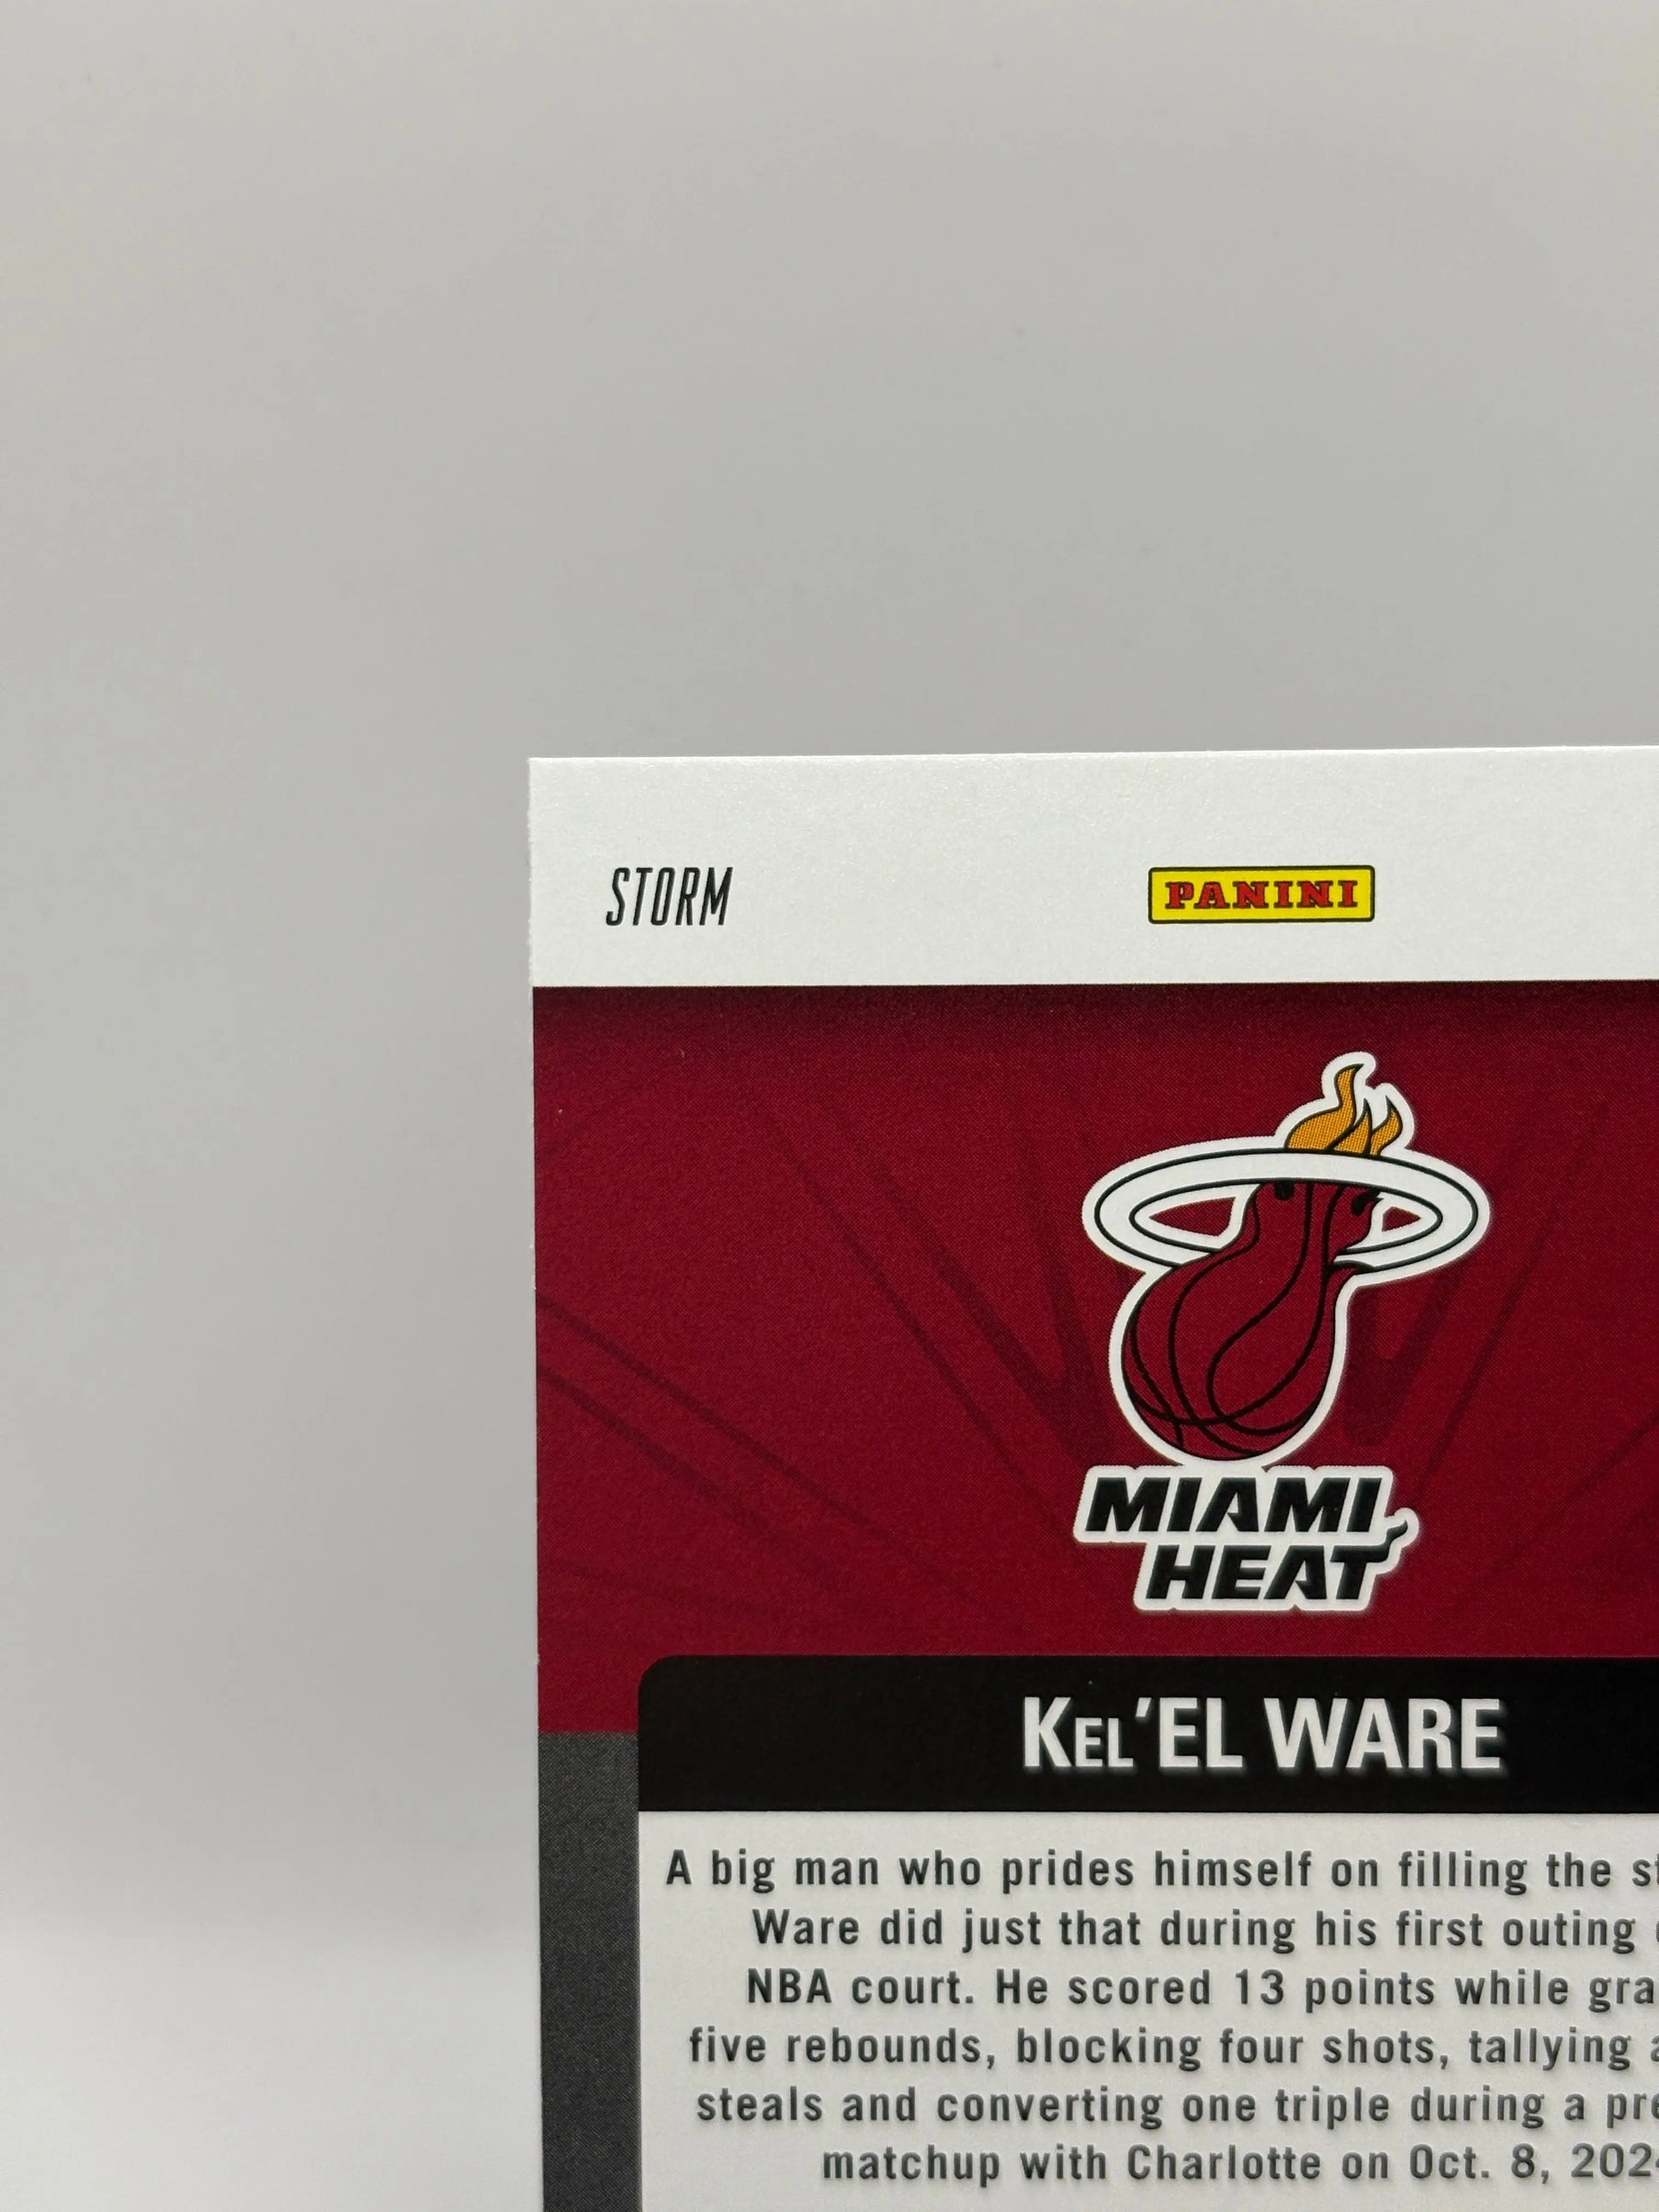 STORM
PANINI
MIAMI
HEAT
KEL'EL WARE
A big man who prides himself on filling the
Ware did just that during his first outing
NBA court. He scored 13 points while
five rebounds, blocking four shots, tallying
steals and converting one triple during a
matchup with Charlotte on Oct. 8,